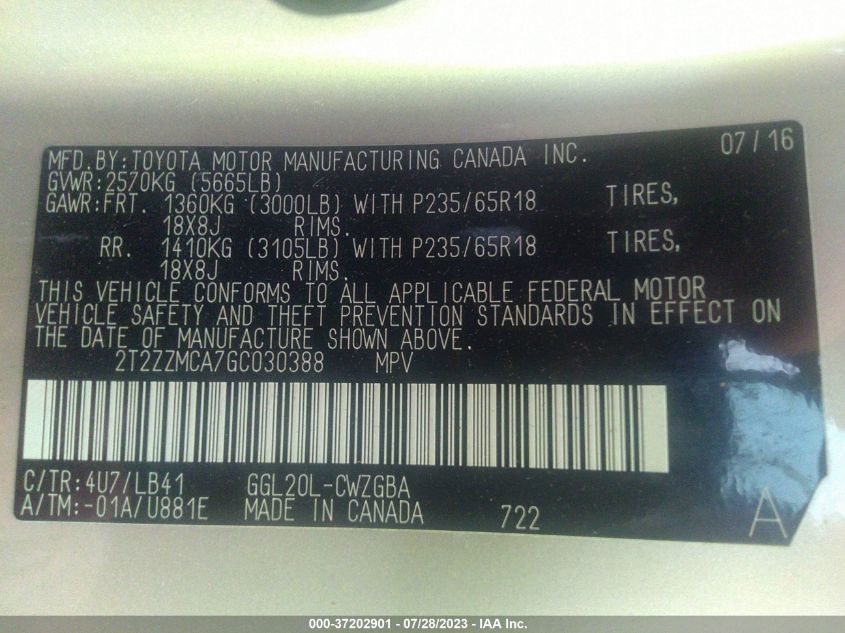 MFD.BY:TOYOTA MOTOR MANUFACTURING CANADA INC. 07/16
GVWR:2570KG (5665LB)
GAWR:FRT. 1360KG (3000LB) WITH P235/65R18 TIRES,
18X8J RIMS.
RR. 1410KG (3105LB) WITH P235/65R18 TIRES,
18X8J RIMS.
THIS VEHICLE CONFORMS TO ALL APPLICABLE FEDERAL MOTOR
VEHICLE SAFETY AND THEFT PREVENTION STANDARDS IN EFFECT ON
THE DATE OF MANUFACTURE SHOWN ABOVE.
2T2ZZMCA7GC030388 MPV
C/TR:4U7/LB41 GGL20L-CWZGBA
A/TM:-01A/U881E MADE IN CANADA 722 A
000-37202901 - 07/28/2023 - IAA Inc.